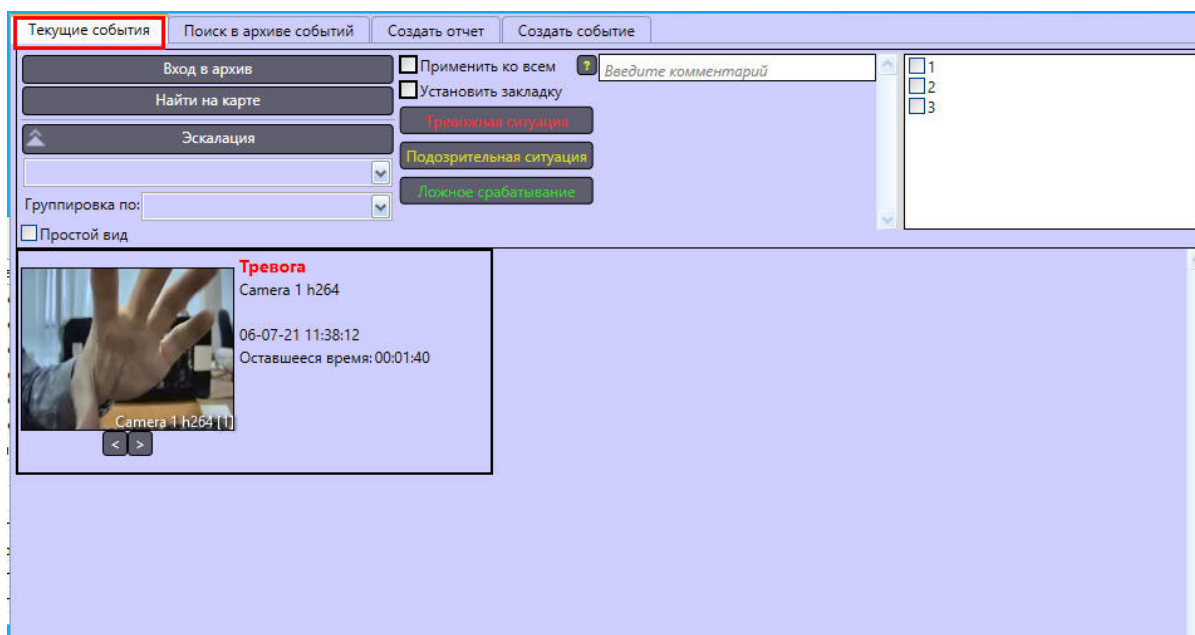 Текущие события
Поиск в архиве событий
Создать отчет
Создать событие
Вход в архив
Найти на карте
Эскалация
Группировка по:
Простой вид
Применить ко всем
?
Установить закладку
Тревожная ситуация
Подозрительная ситуация
Ложное срабатывание
Введите комментарий
1
2
3
Тревога
Camera 1 h264
06-07-21 11:38:12
Оставшееся время: 00:01:40
Camera 1 h264 [1]
< >